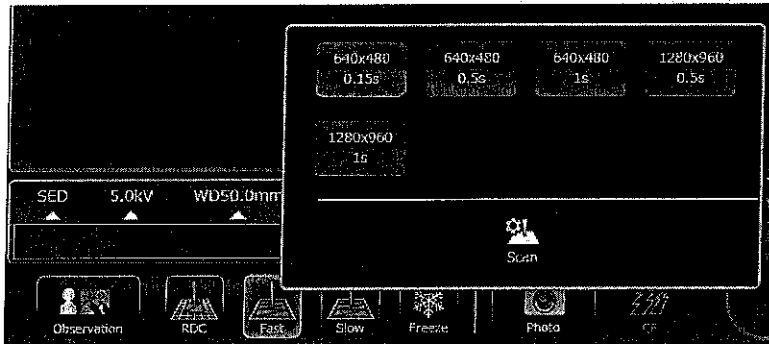 640x480
0.15s
640x480
0.5s
640x480
1s
1280x960
0.5s
1280x960
1s
SED 5.0kV WD50.0mm
Scan
Observation RDC Fast Slow Freeze Photo